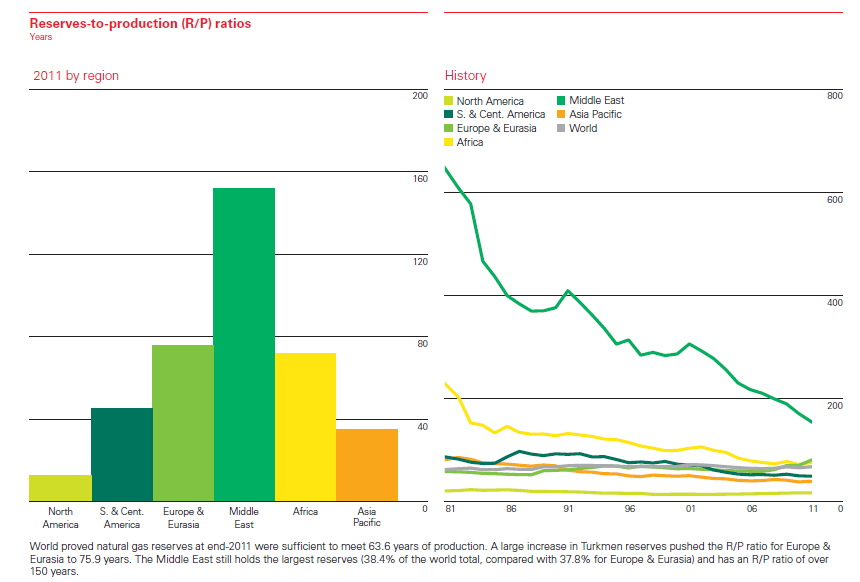 Reserves-to-production (R/P) ratios
Years
2011 by region
200
160
120
80
40
0
North America
S. & Cent. America
Europe & Eurasia
Middle East
Africa
Asia Pacific
History
North America
S. & Cent. America
Europe & Eurasia
Africa
Middle East
Asia Pacific
World
800
600
400
200
0
81 86 91 96 01 06 11
World proved natural gas reserves at end-2011 were sufficient to meet 63.6 years of production. A large increase in Turkmen reserves pushed the R/P ratio for Europe &
Eurasia to 75.9 years. The Middle East still holds the largest reserves (38.4% of the world total, compared with 37.8% for Europe & Eurasia) and has an R/P ratio of over
150 years.